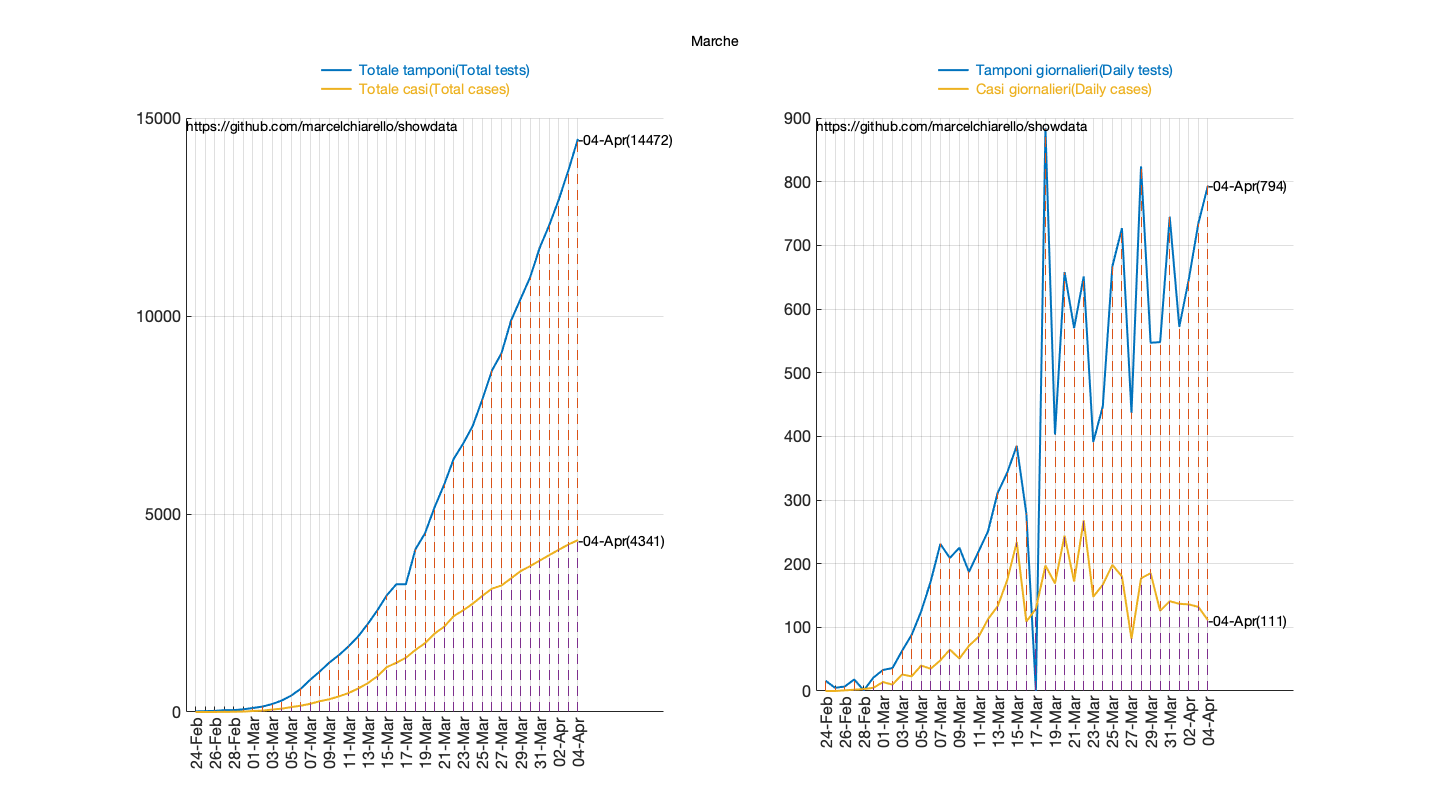 Marche
Totale tamponi(Total tests)
Totale casi(Total cases)
15000
10000
5000
0
https://github.com/marcelchiarello/showdata
04-Apr(14472)
04-Apr(4341)
24-Feb
26-Feb
28-Feb
01-Mar
03-Mar
05-Mar
07-Mar
09-Mar
11-Mar
13-Mar
15-Mar
17-Mar
19-Mar
21-Mar
23-Mar
25-Mar
27-Mar
29-Mar
31-Mar
02-Apr
04-Apr
Tamponi giornalieri(Daily tests)
Casi giornalieri(Daily cases)
900
800
700
600
500
400
300
200
100
0
https://github.com/marcelchiarello/showdata
04-Apr(794)
04-Apr(111)
24-Feb
26-Feb
28-Feb
01-Mar
03-Mar
05-Mar
07-Mar
09-Mar
11-Mar
13-Mar
15-Mar
17-Mar
19-Mar
21-Mar
23-Mar
25-Mar
27-Mar
29-Mar
31-Mar
02-Apr
04-Apr